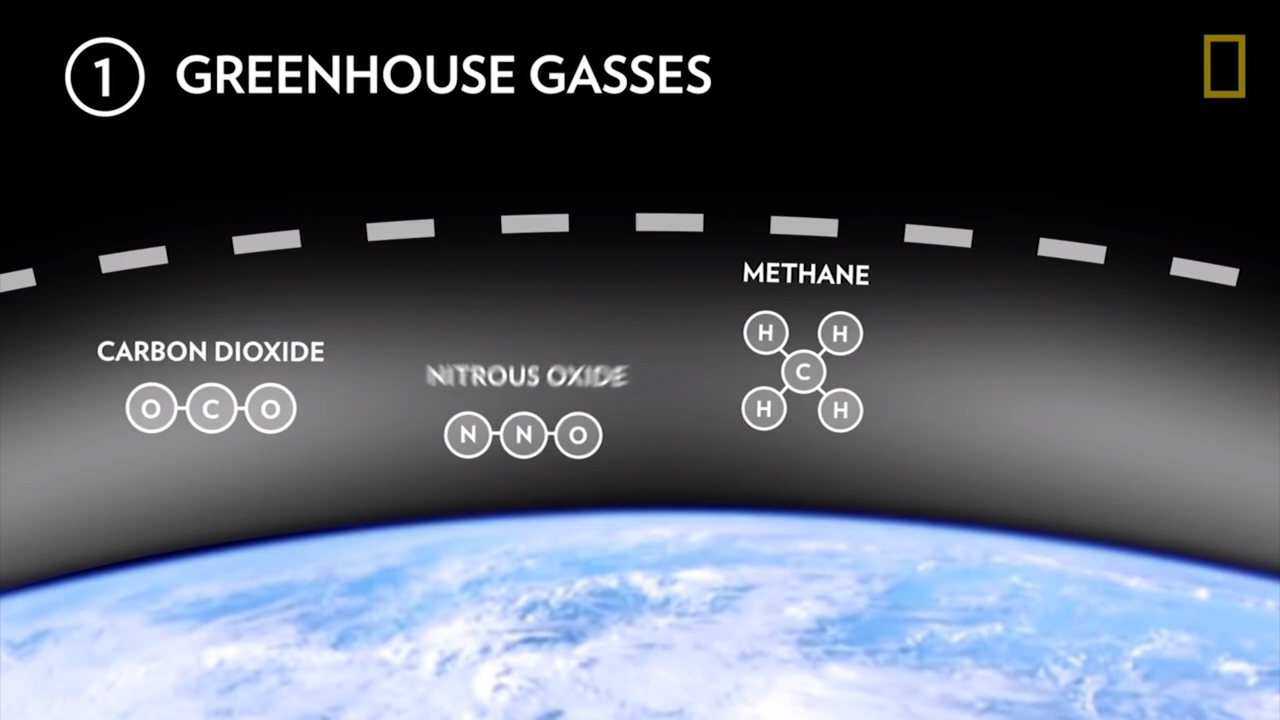 1 GREENHOUSE GASSES
METHANE
H H
C
H H
CARBON DIOXIDE
O C O
NITROUS OXIDE
N N O